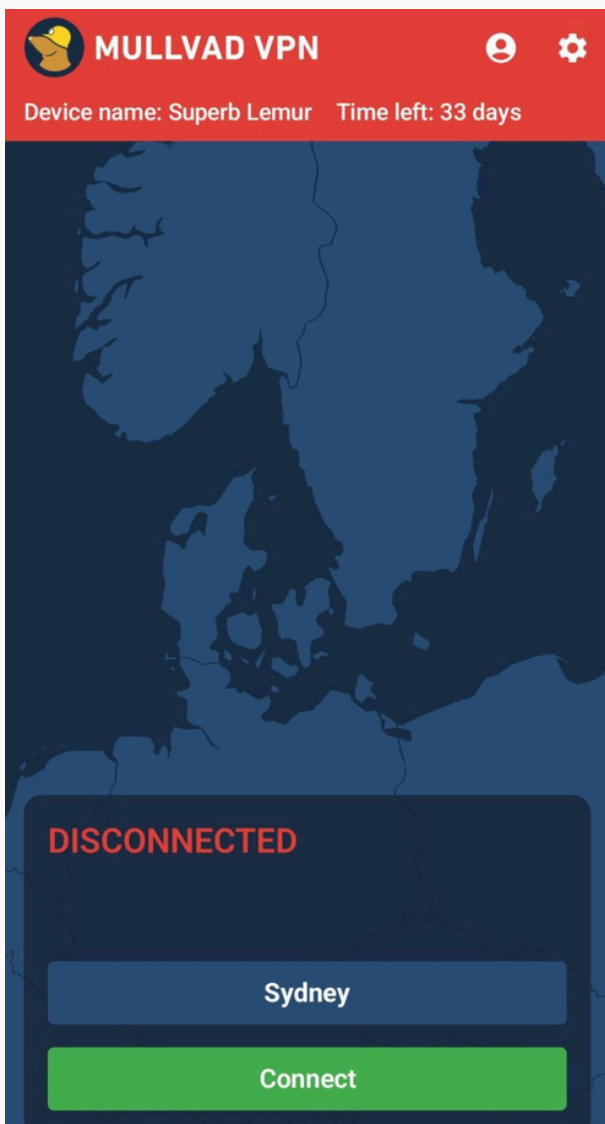 MULLVAD VPN
Device name: Superb Lemur Time left: 33 days
DISCONNECTED
Sydney
Connect